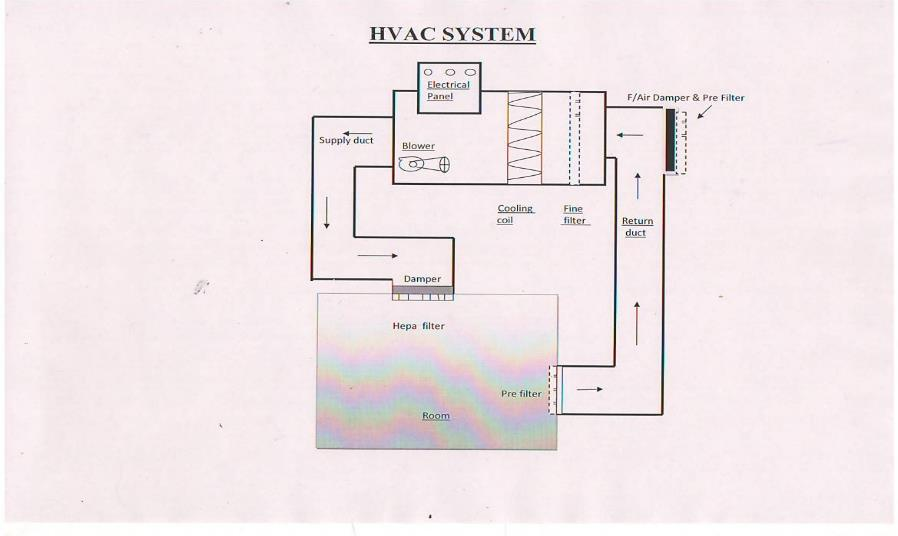 HVAC SYSTEM
Electrical
Panel
F/Air Damper & Pre Filter
Supply duct
Blower
Cooling
coil
Fine
filter
Return
duct
Damper
Hepa filter
Pre filter
Room